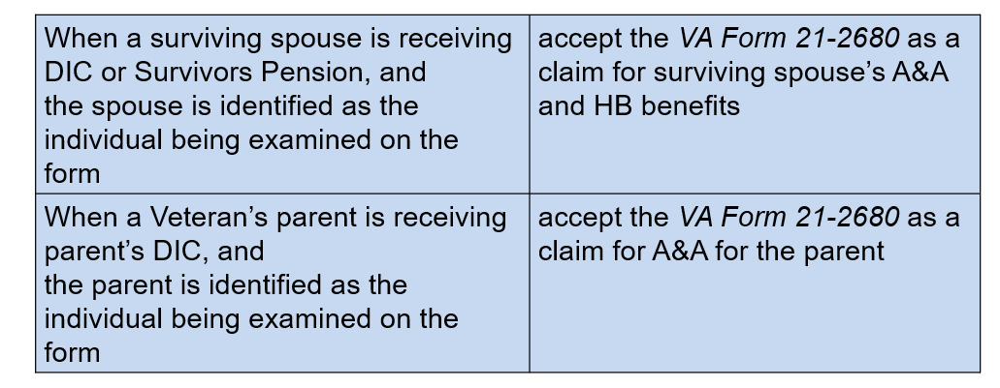 When a surviving spouse is receiving
DIC or Survivors Pension, and
the spouse is identified as the
individual being examined on the
form
accept the VA Form 21-2680 as a
claim for surviving spouse’s A&A
and HB benefits
When a Veteran’s parent is receiving
parent’s DIC, and
the parent is identified as the
individual being examined on the
form
accept the VA Form 21-2680 as a
claim for A&A for the parent